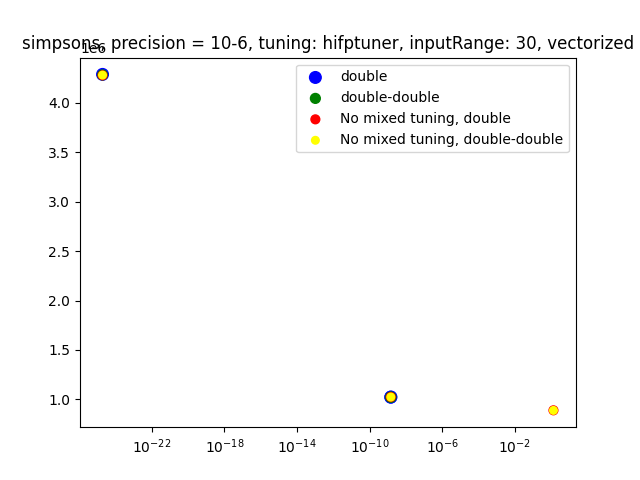 simpsons, precision = 10-6, tuning: hifptuner, inputRange: 30, vectorized
1e6
double
double-double
No mixed tuning, double
No mixed tuning, double-double
4.0
3.5
3.0
2.5
2.0
1.5
1.0
10⁻²² 10⁻¹⁸ 10⁻¹⁴ 10⁻¹⁰ 10⁻⁶ 10⁻²